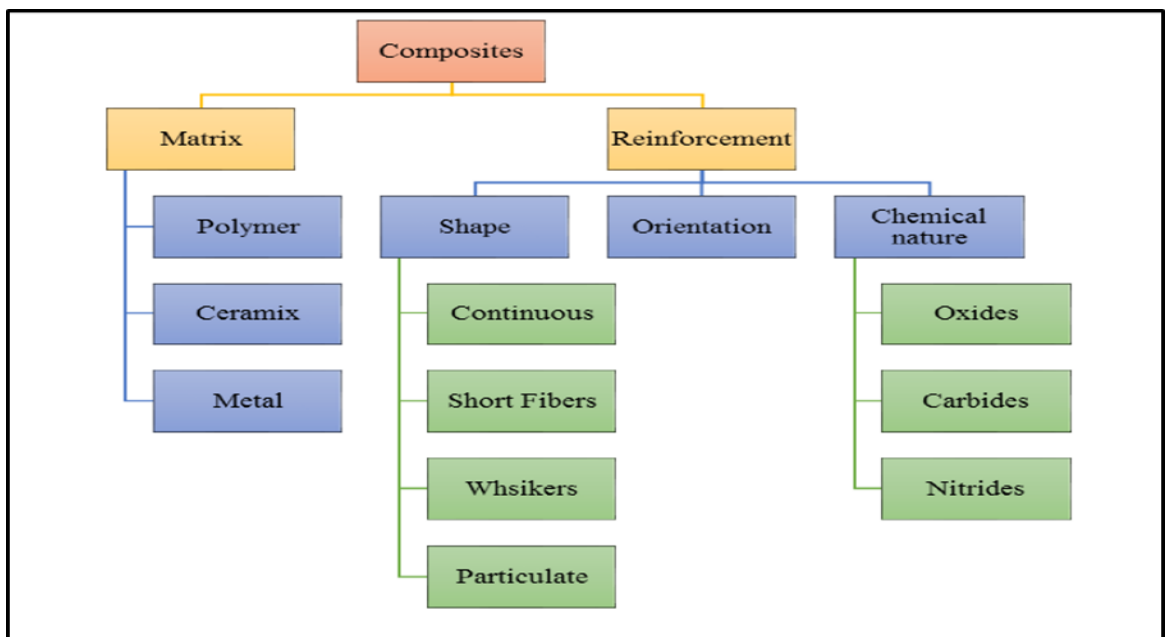 Composites
Matrix
Reinforcement
Polymer
Shape
Orientation
Chemical
nature
Ceramix
Continuous
Oxides
Metal
Short Fibers
Carbides
Whsikers
Nitrides
Particulate